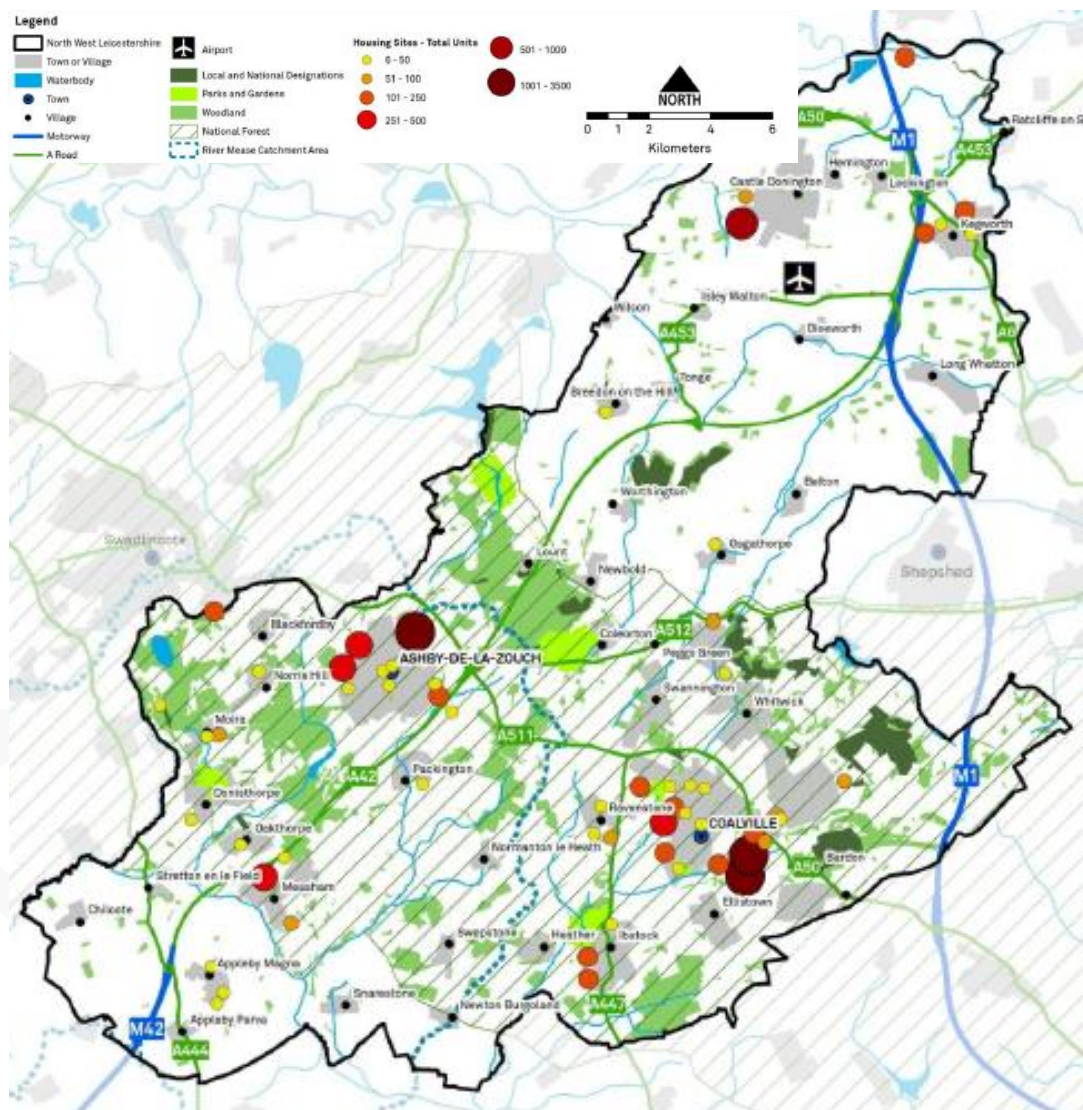 Legend
North West Leicestershire
Town or Village
Waterbody
Town
Village
Motorway
A Road
Airport
Local and National Designations
Parks and Gardens
Woodland
National Forest
River Mease Catchment Area
Housing Sites - Total Units
6 - 50
51 - 100
101 - 250
251 - 500
501 - 1000
1001 - 3500
NORTH
0 1 2 4 6
Kilometers
A50
M1
Ratcliffe on S
A453
Hemington
Castle Donington
Lockington
Kegworth
Isley Walton
Wilson
A453
Diseworth
A6
Long Whatton
Tonge
Breedon on the Hill
Worthington
Belton
Swadlincote
Osgathorpe
Lount
Newbold
Shepshed
Blackfordby
A512
Coleorton
Peggs Green
ASHBY-DE-LA-ZOUCH
Norris Hill
Swannington
Whitwick
Moira
A511
A42
Packington
M1
Donisthorpe
Ravenstone
COALVILLE
Oakthorpe
Normanton le Heath
Bardon
A50
Stretton en le Field
Measham
Ellistown
Chilcote
Swepstone
Heather
Ibstock
Appleby Magna
Snarestone
Newton Burgoland
A447
Appleby Parva
M42
A444